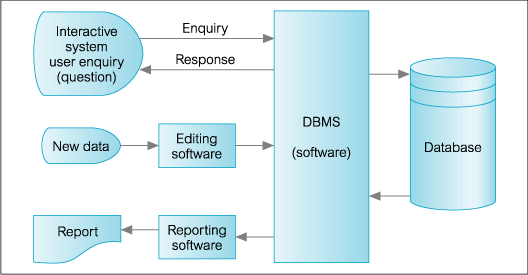 Interactive
system
user enquiry
(question)
Enquiry
Response
DBMS
(software)
Database
New data
Editing
software
Report
Reporting
software